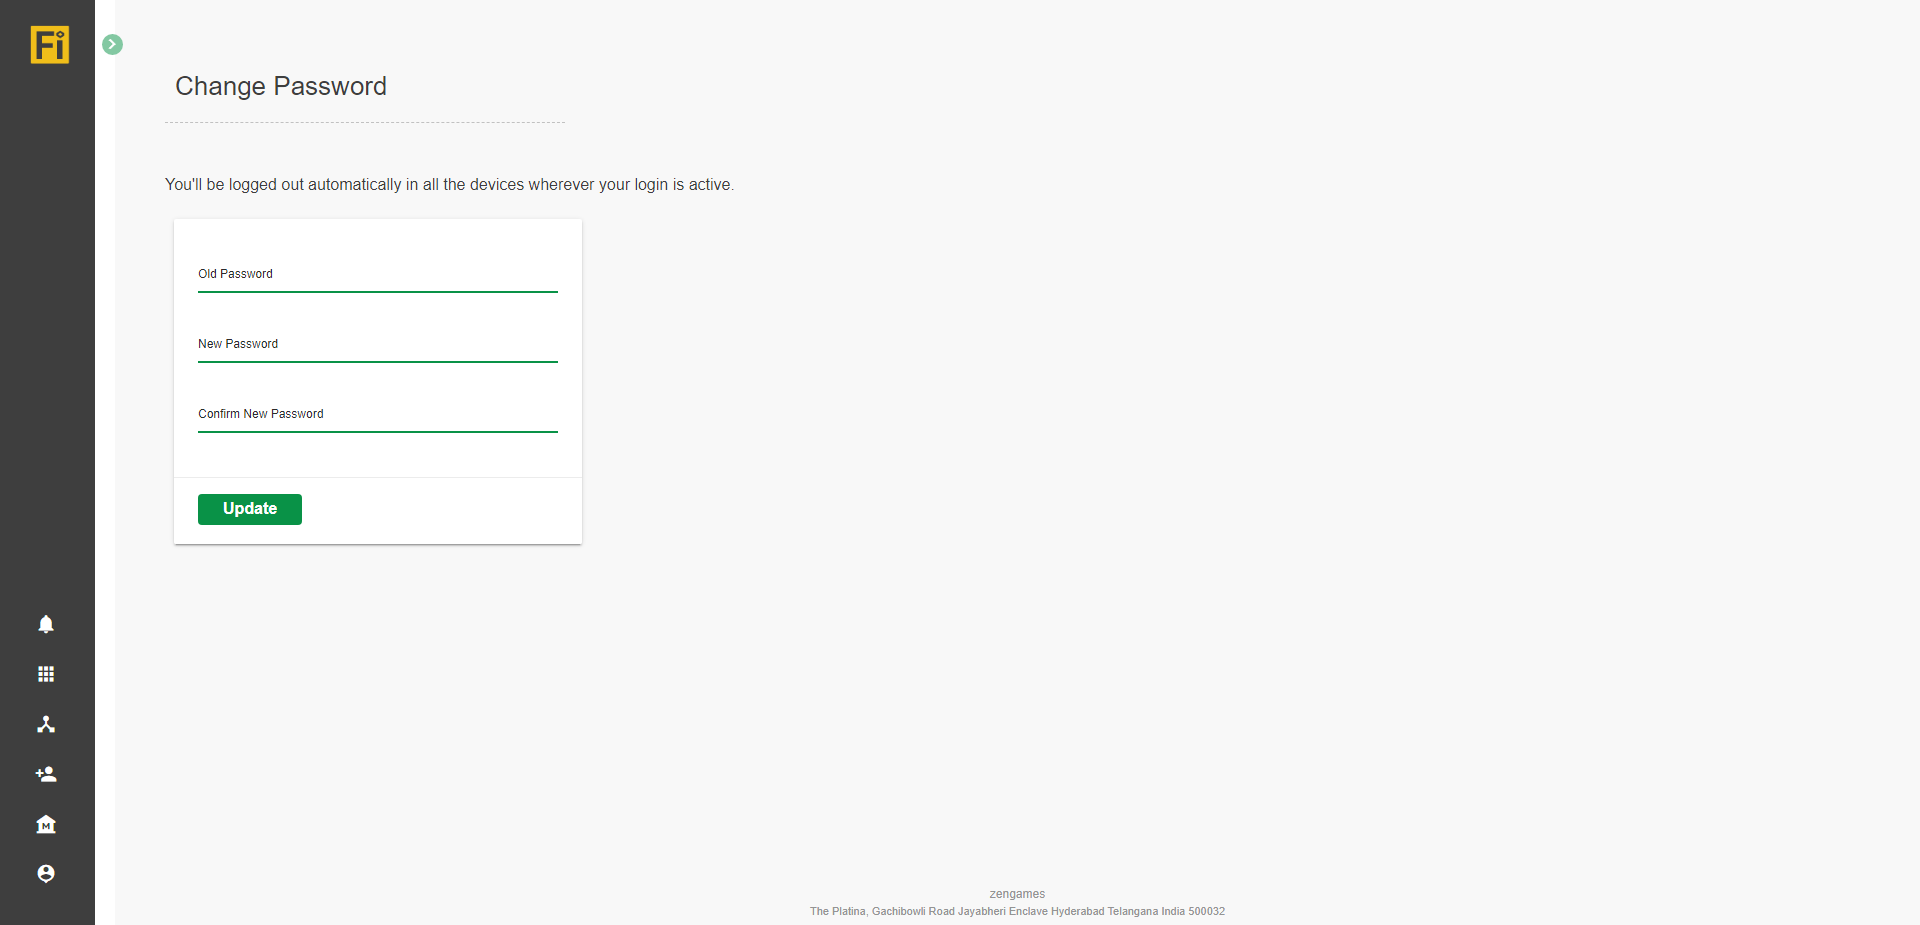 Fi
Change Password
You'll be logged out automatically in all the devices wherever your login is active.
Old Password
New Password
Confirm New Password
Update
M
zengames
The Platina, Gachibowli Road Jayabheri Enclave Hyderabad Telangana India 500032